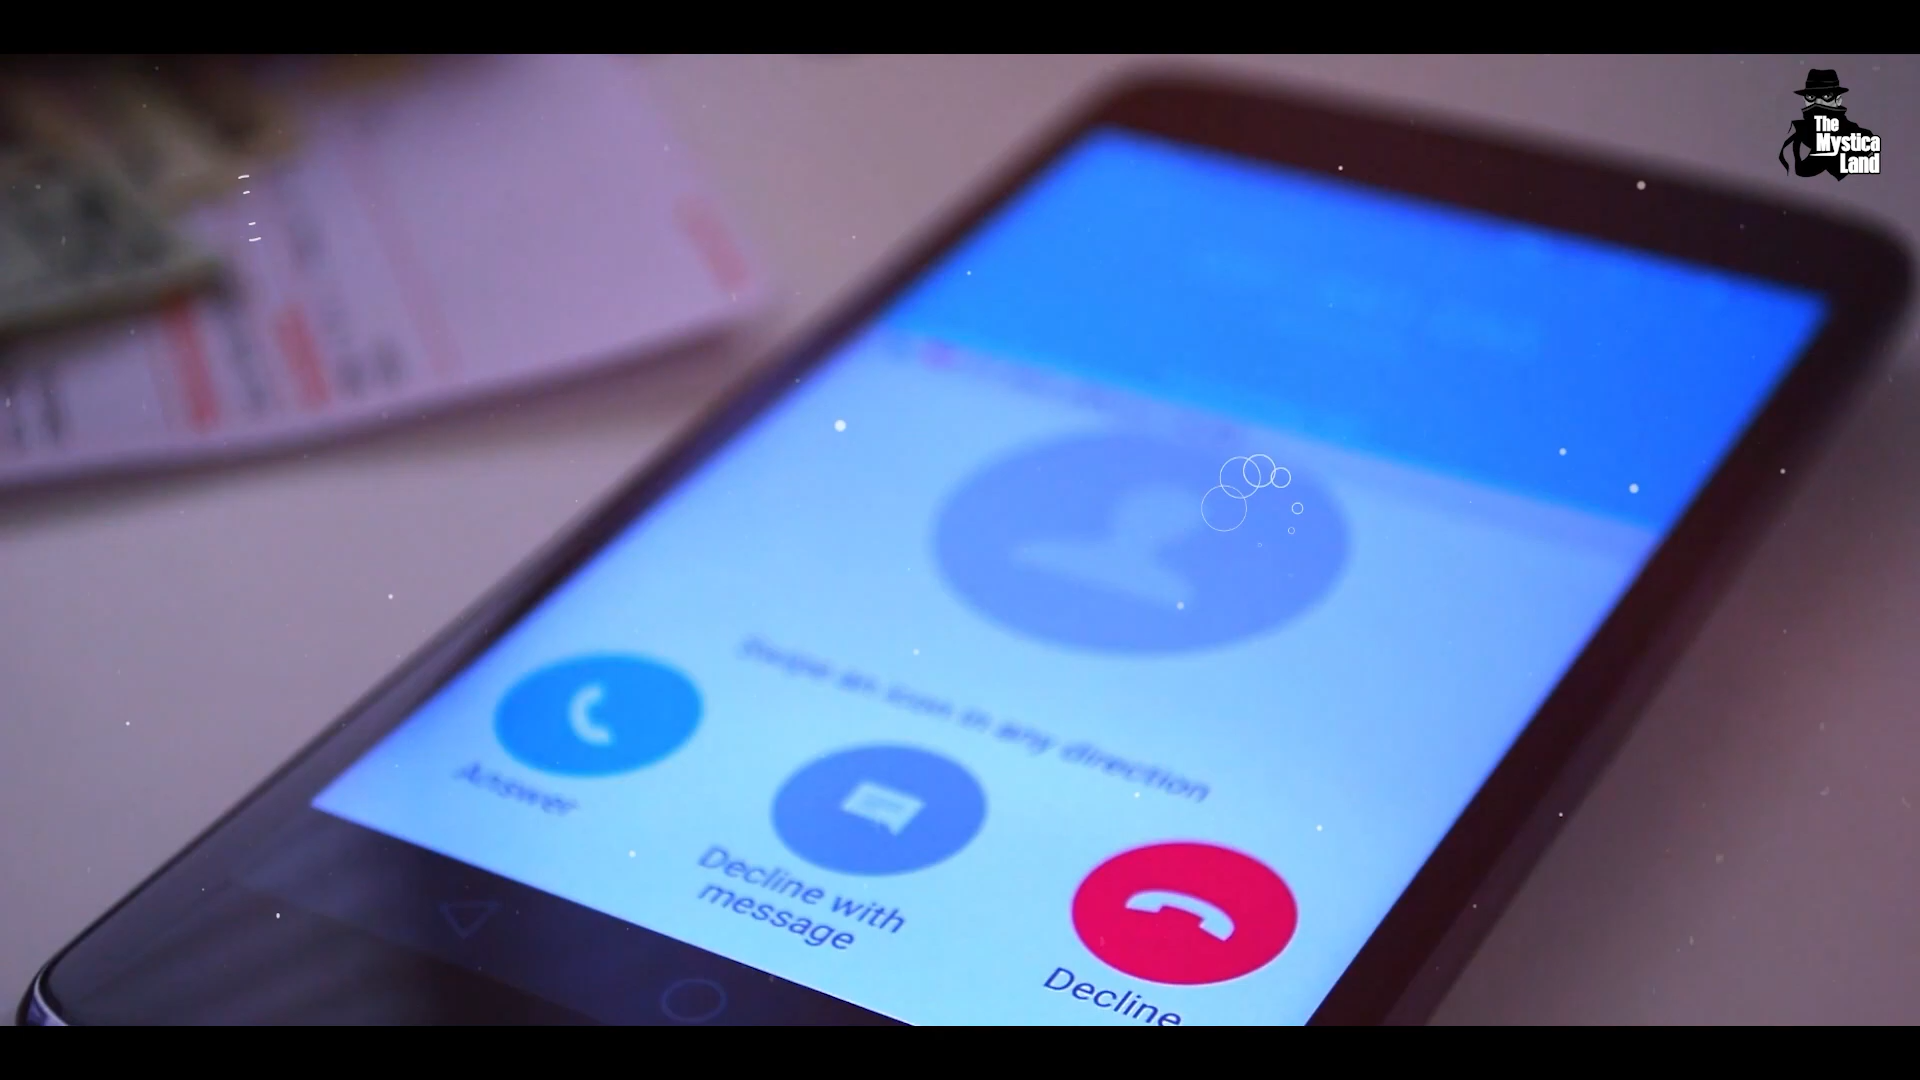 The
Mystica
Land
Swipe an icon in any direction
Answer
Decline with
message
Decline